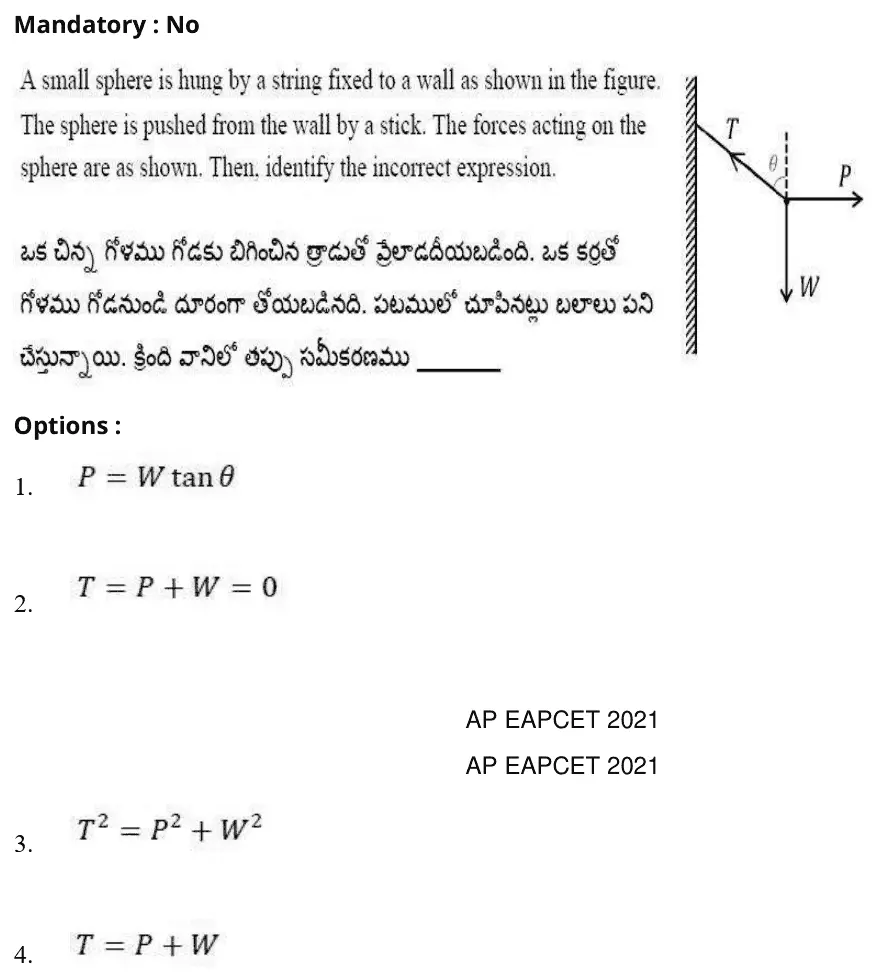 Mandatory : No
A small sphere is hung by a string fixed to a wall as shown in the figure.
The sphere is pushed from the wall by a stick. The forces acting on the
sphere are as shown. Then, identify the incorrect expression.
T
θ
P
W
ఒక చిన్న గోళము గోడకు బిగించిన త్రాడుతో వ్రేలాడదీయబడింది. ఒక కర్రతో
గోళము గోడనుండి దూరంగా తోయబడినది. పటములో చూపినట్లు బలాలు పని
చేస్తున్నాయి. క్రింది వానిలో తప్పు సమీకరణము ______
Options :
1. P = W tan θ
2. T = P + W = 0
AP EAPCET 2021
AP EAPCET 2021
3. T² = P² + W²
4. T = P + W